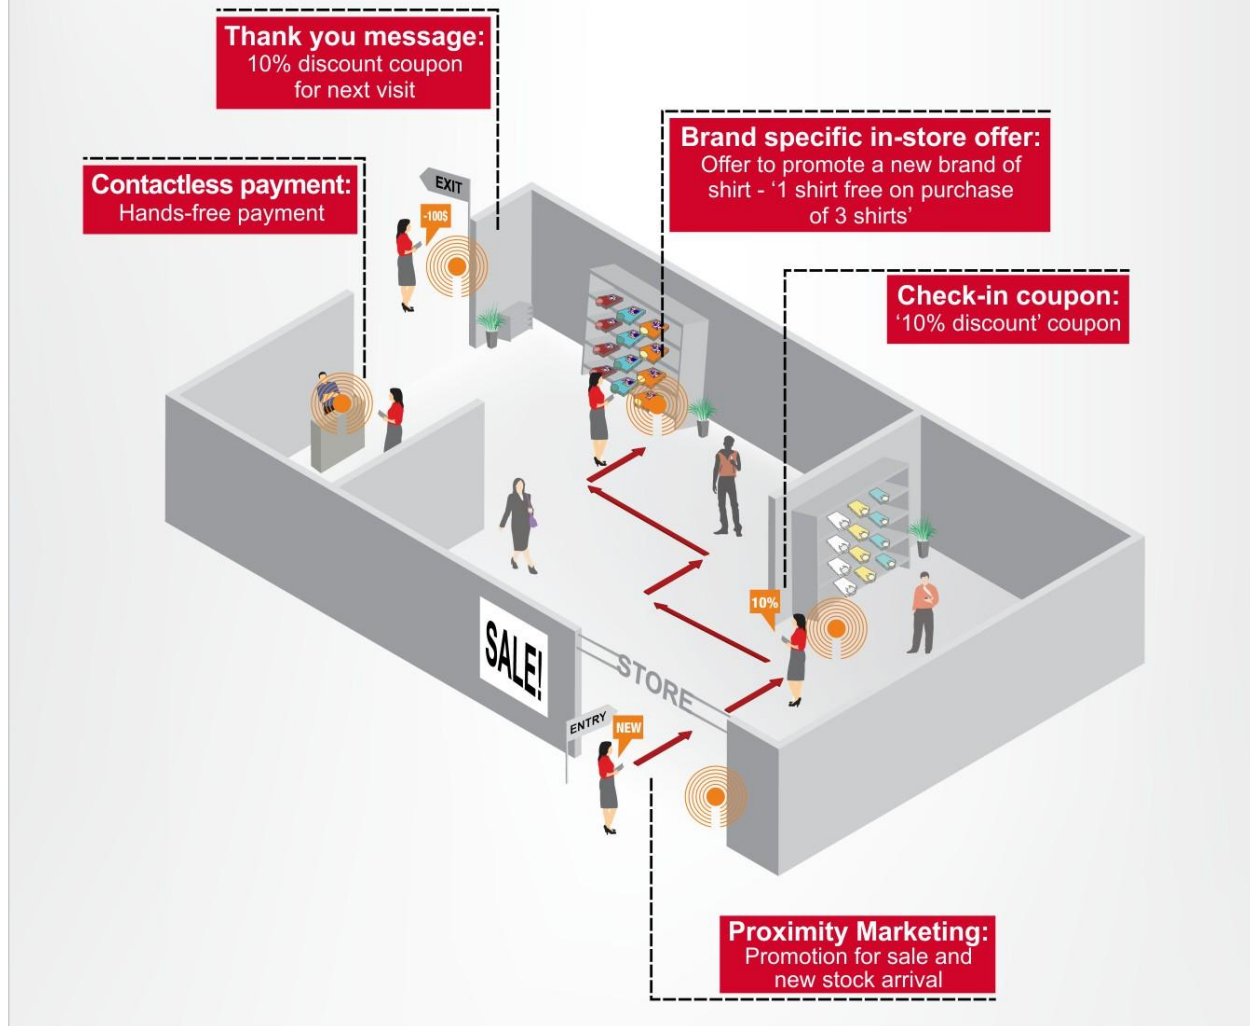 Thank you message:
10% discount coupon
for next visit
Brand specific in-store offer:
Offer to promote a new brand of
shirt - ‘1 shirt free on purchase
of 3 shirts’
Contactless payment:
Hands-free payment
EXIT
-100$
Check-in coupon:
‘10% discount’ coupon
10%
SALE!
STORE
ENTRY
NEW
Proximity Marketing:
Promotion for sale and
new stock arrival